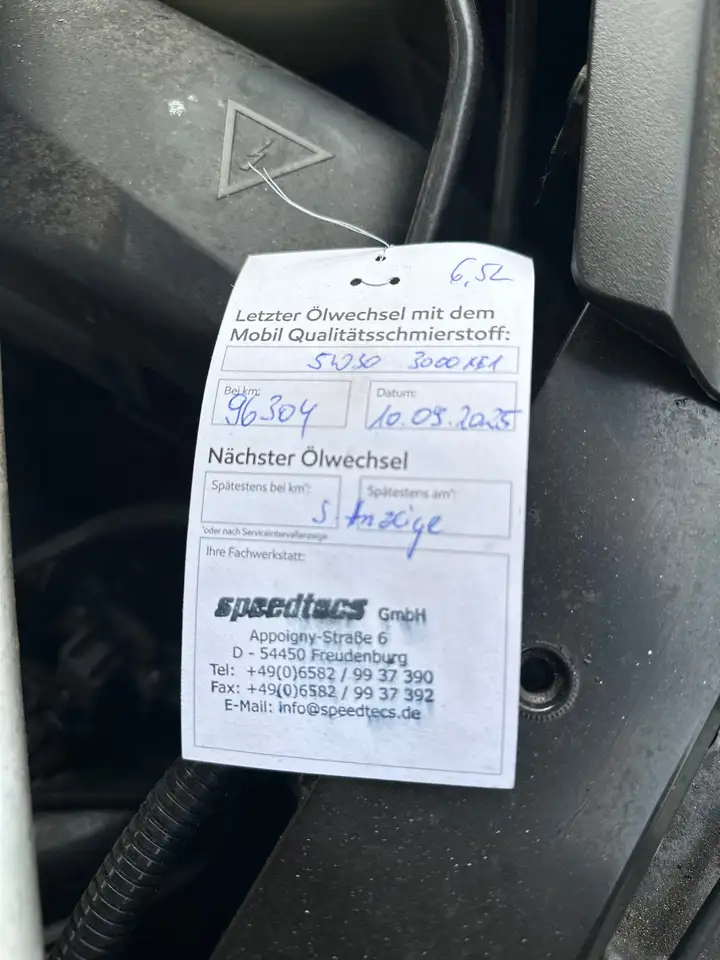 6,5L
Letzter Ölwechsel mit dem
Mobil Qualitätsschmierstoff:
5W30 3000 XE1
Bei km:
96304
Datum:
10.09.2025
Nächster Ölwechsel
Spätestens bei km*:
Spätestens am*:
S. Anzeige
*oder nach Serviceintervallanzeige
Ihre Fachwerkstatt:
speedtecs GmbH
Appoigny-Straße 6
D - 54450 Freudenburg
Tel: +49(0)6582 / 99 37 390
Fax: +49(0)6582 / 99 37 392
E-Mail: info@speedtecs.de